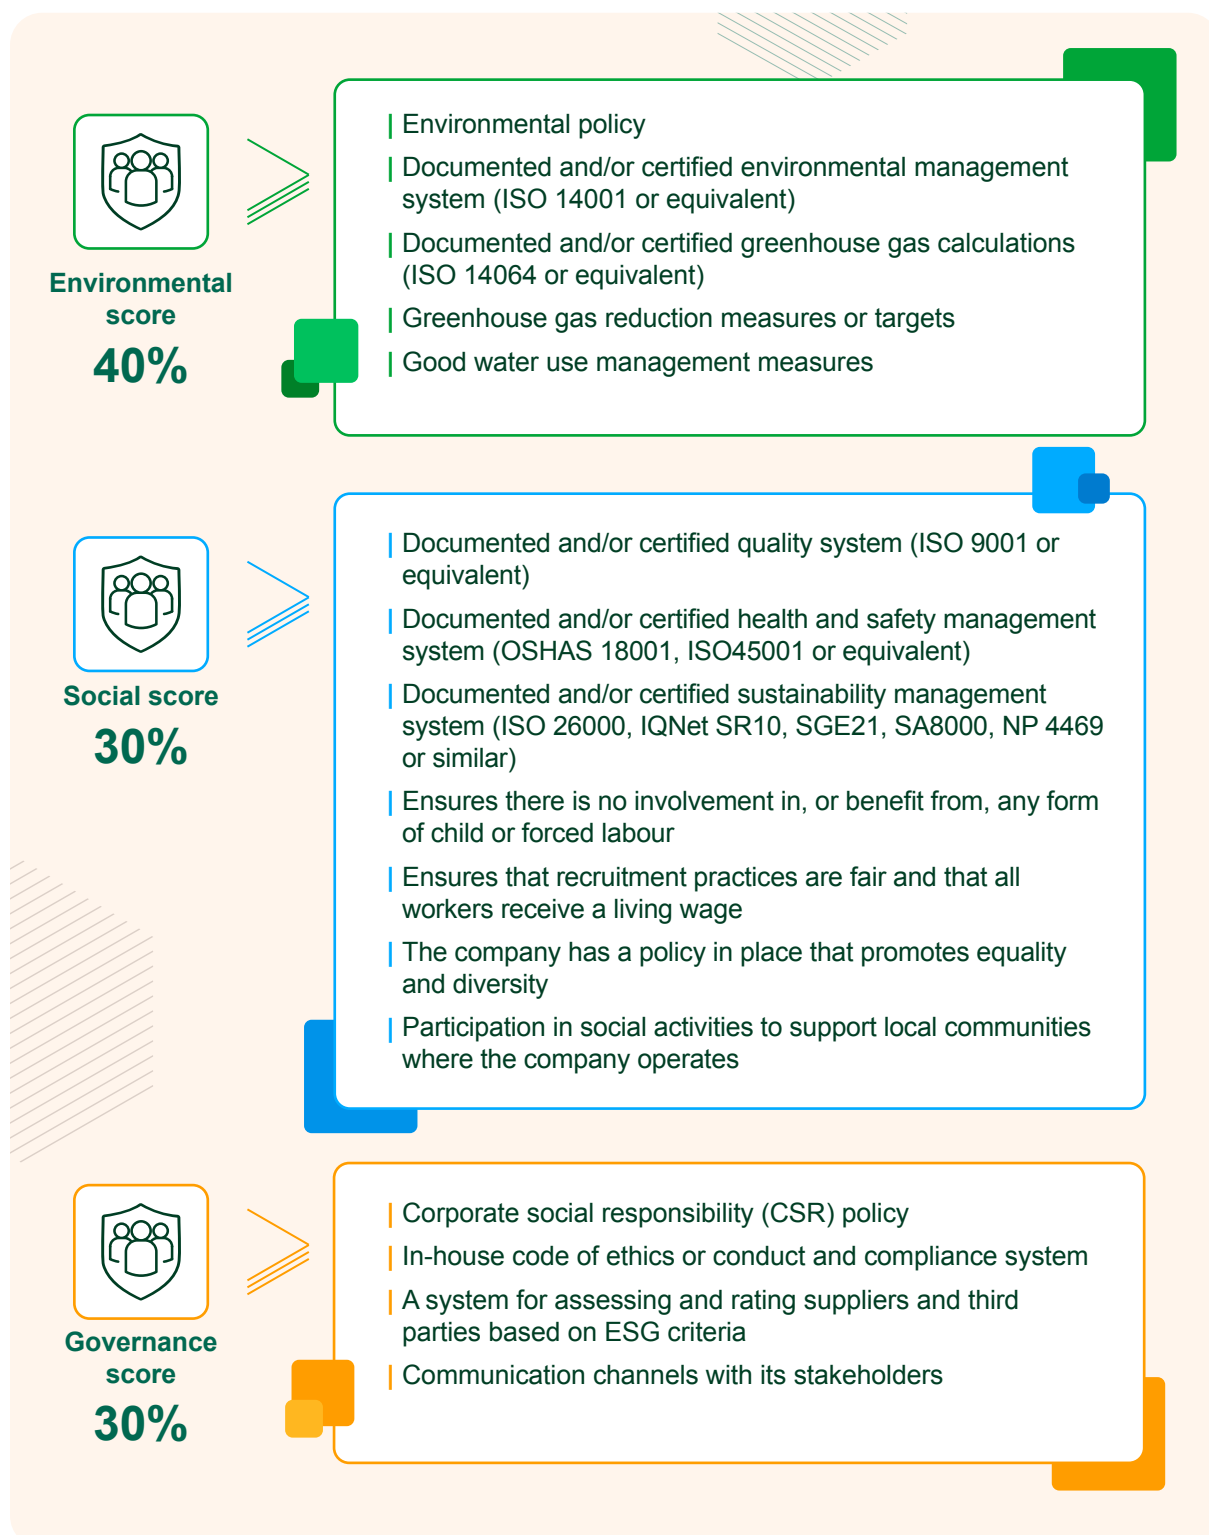 Environmental
score
40%
| Environmental policy
| Documented and/or certified environmental management
system (ISO 14001 or equivalent)
| Documented and/or certified greenhouse gas calculations
(ISO 14064 or equivalent)
| Greenhouse gas reduction measures or targets
| Good water use management measures
Social score
30%
| Documented and/or certified quality system (ISO 9001 or
equivalent)
| Documented and/or certified health and safety management
system (OSHAS 18001, ISO45001 or equivalent)
| Documented and/or certified sustainability management
system (ISO 26000, IQNet SR10, SGE21, SA8000, NP 4469
or similar)
| Ensures there is no involvement in, or benefit from, any form
of child or forced labour
| Ensures that recruitment practices are fair and that all
workers receive a living wage
| The company has a policy in place that promotes equality
and diversity
| Participation in social activities to support local communities
where the company operates
Governance
score
30%
| Corporate social responsibility (CSR) policy
| In-house code of ethics or conduct and compliance system
| A system for assessing and rating suppliers and third
parties based on ESG criteria
| Communication channels with its stakeholders